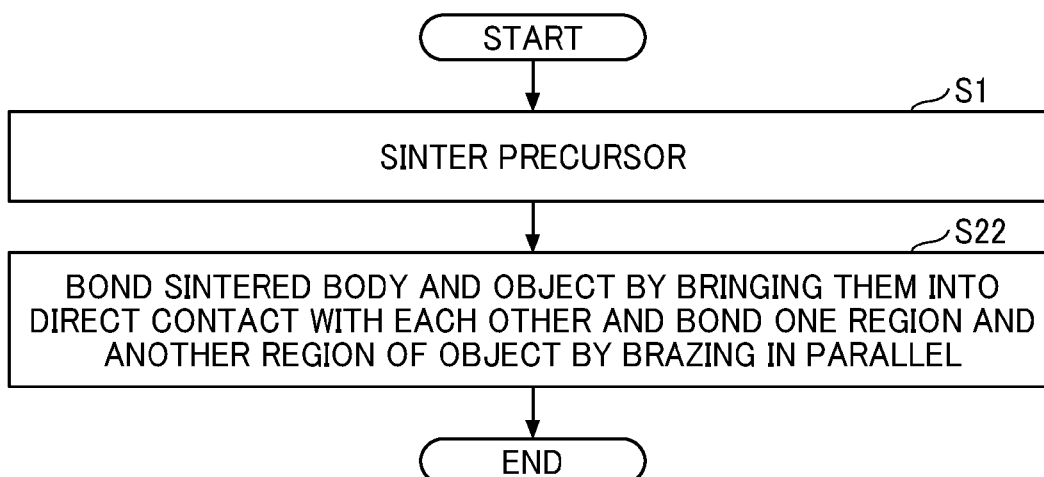 START
S1
SINTER PRECURSOR
S22
BOND SINTERED BODY AND OBJECT BY BRINGING THEM INTO
DIRECT CONTACT WITH EACH OTHER AND BOND ONE REGION AND
ANOTHER REGION OF OBJECT BY BRAZING IN PARALLEL
END